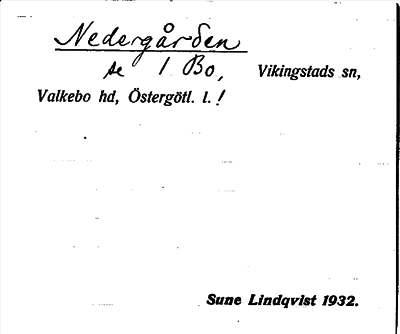 Nedergården
se 1 Bo, Vikingstads sn,
Valkebo hd, Östergötl. l. !
Sune Lindqvist 1932.